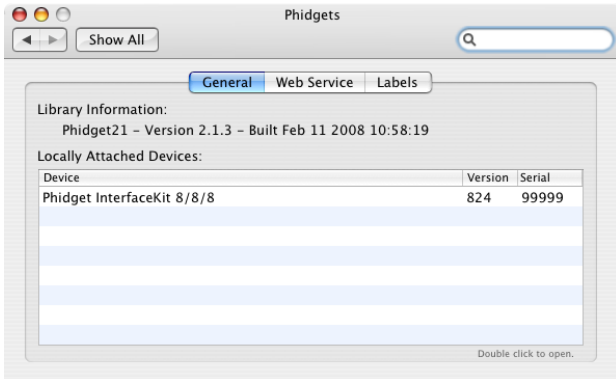 Phidgets
Show All
General Web Service Labels
Library Information:
Phidget21 – Version 2.1.3 – Built Feb 11 2008 10:58:19
Locally Attached Devices:
Device Version Serial
Phidget InterfaceKit 8/8/8 824 99999
Double click to open.